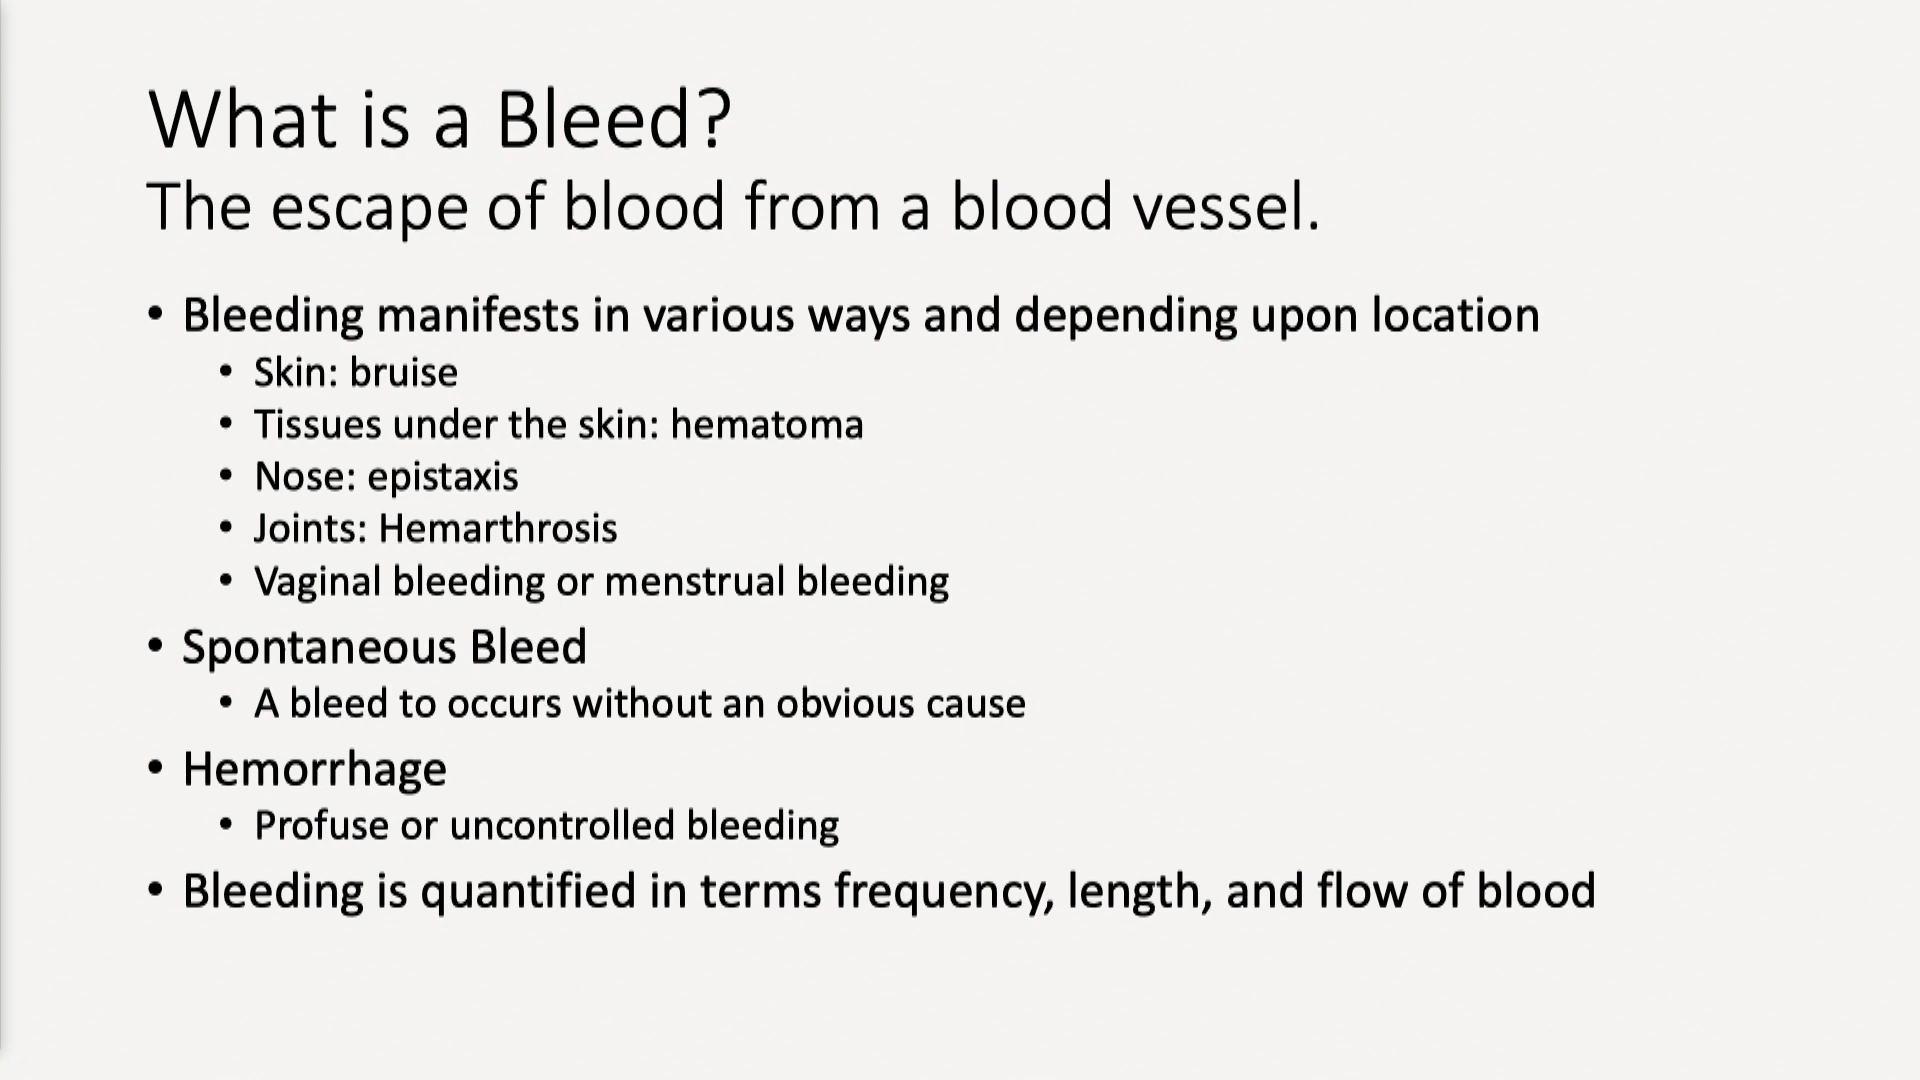 What is a Bleed?
The escape of blood from a blood vessel.
• Bleeding manifests in various ways and depending upon location
• Skin: bruise
• Tissues under the skin: hematoma
• Nose: epistaxis
• Joints: Hemarthrosis
• Vaginal bleeding or menstrual bleeding
• Spontaneous Bleed
• A bleed to occurs without an obvious cause
• Hemorrhage
• Profuse or uncontrolled bleeding
• Bleeding is quantified in terms frequency, length, and flow of blood